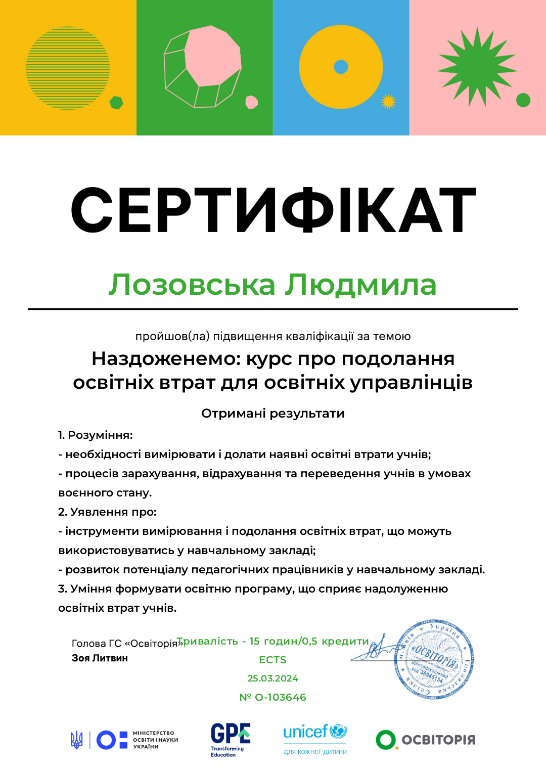 СЕРТИФІКАТ
Лозовська Людмила
пройшов(ла) підвищення кваліфікації за темою
Наздоженемо: курс про подолання
освітніх втрат для освітніх управлінців
Отримані результати
1. Розуміння:
- необхідності вимірювати і долати наявні освітні втрати учнів;
- процесів зарахування, відрахування та переведення учнів в умовах
воєнного стану.
2. Уявлення про:
- інструменти вимірювання і подолання освітніх втрат, що можуть
використовуватись у навчальному закладі;
- розвиток потенціалу педагогічних працівників у навчальному закладі.
3. Уміння формувати освітню програму, що сприяє надолуженню
освітніх втрат учнів.
Голова ГС «Освіторія»
Зоя Литвин
Тривалість - 15 годин/0,5 кредити
ECTS
25.03.2024
№ О-103646
«ОСВІТОРІЯ»
МІНІСТЕРСТВО
ОСВІТИ І НАУКИ
УКРАЇНИ
GPE
Transforming
Education
unicef
для кожної дитини
ОСВІТОРІЯ